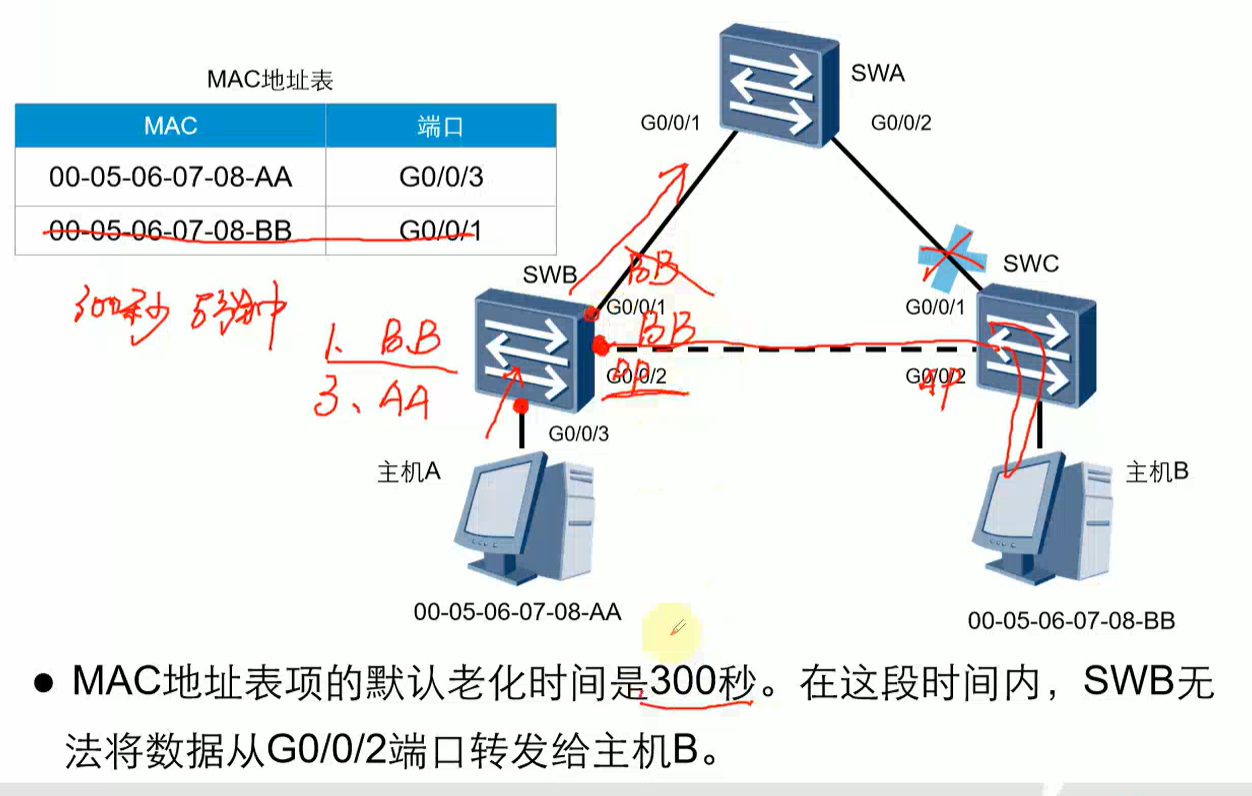 MAC地址表
MAC 端口
00-05-06-07-08-AA G0/0/3
00-05-06-07-08-BB G0/0/1
SWA
G0/0/1 G0/0/2
SWB
SWC
BB
G0/0/1
G0/0/1
300秒
1、BB
BB
G0/0/2
G0/0/2
3、AA
G0/0/3
主机A
主机B
00-05-06-07-08-AA
00-05-06-07-08-BB
● MAC地址表项的默认老化时间是300秒。在这段时间内，SWB无
法将数据从G0/0/2端口转发给主机B。